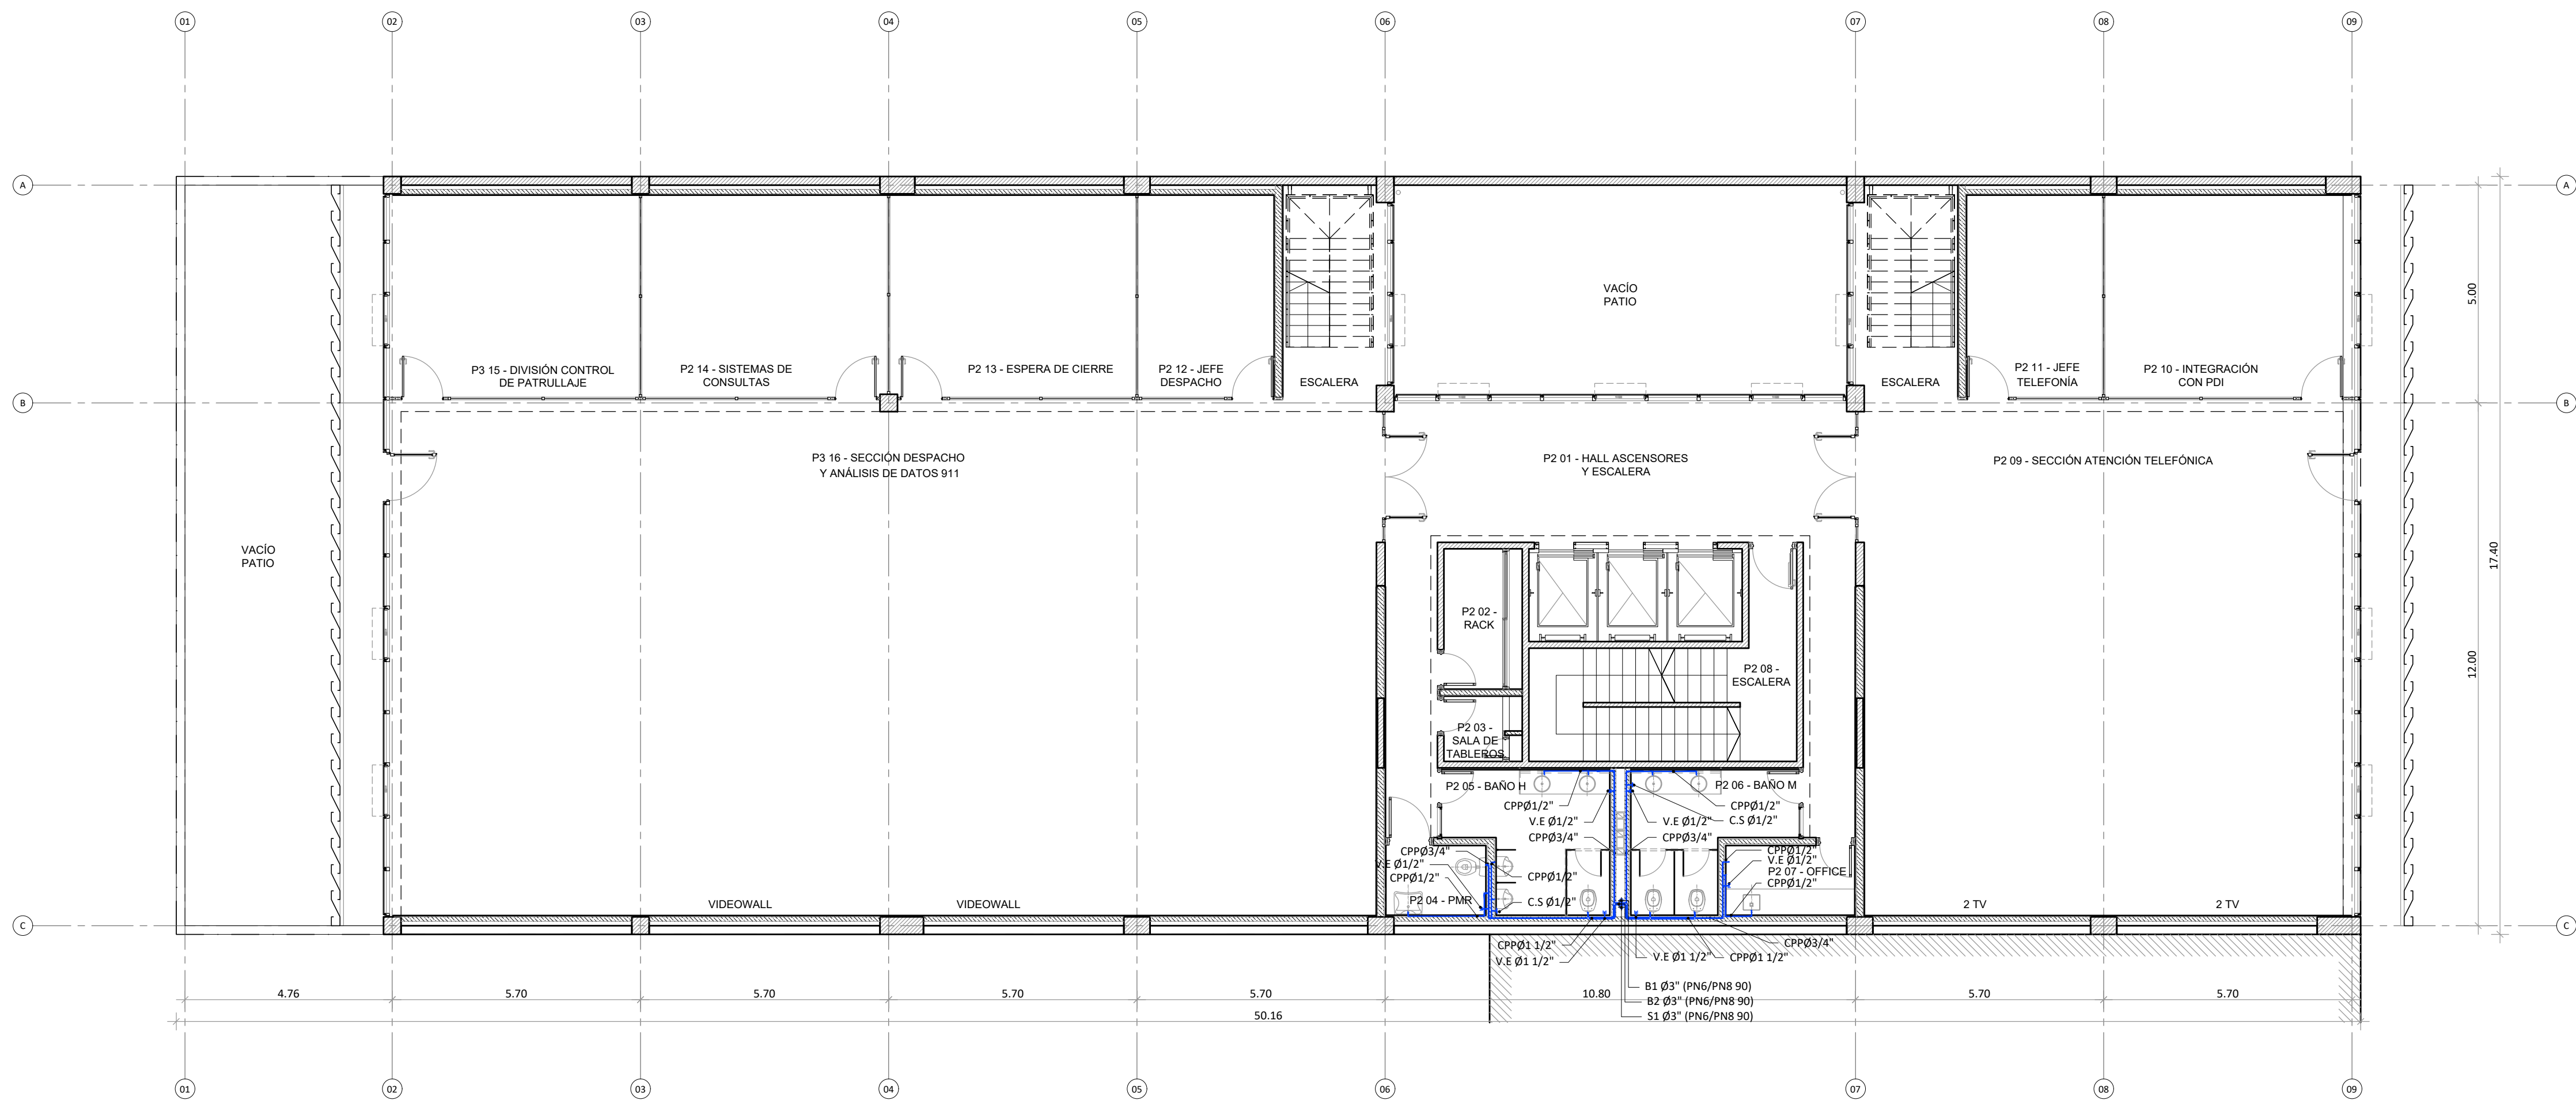 01
02
03
04
05
06
07
08
09
A
A
VACÍO
PATIO
5.00
P3 15 - DIVISIÓN CONTROL
DE PATRULLAJE
P2 14 - SISTEMAS DE
CONSULTAS
P2 13 - ESPERA DE CIERRE
P2 12 - JEFE
DESPACHO
ESCALERA
ESCALERA
P2 11 - JEFE
TELEFONÍA
P2 10 - INTEGRACIÓN
CON PDI
B
B
P3 16 - SECCIÓN DESPACHO
Y ANÁLISIS DE DATOS 911
P2 01 - HALL ASCENSORES
Y ESCALERA
P2 09 - SECCIÓN ATENCIÓN TELEFÓNICA
VACÍO
PATIO
17.40
P2 02 -
RACK
P2 08 -
ESCALERA
12.00
P2 03 -
SALA DE
TABLEROS
P2 05 - BAÑO H
P2 06 - BAÑO M
CPPØ1/2"
CPPØ1/2"
V.E Ø1/2"
V.E Ø1/2"
C.S Ø1/2"
CPPØ3/4"
CPPØ3/4"
CPPØ3/4"
CPPØ1/2"
V.E Ø1/2"
V.E Ø1/2"
P2 07 - OFFICE
CPPØ1/2"
CPPØ1/2"
CPPØ1/2"
P2 04 - PMR
C.S Ø1/2"
VIDEOWALL
VIDEOWALL
2 TV
2 TV
C
C
CPPØ1 1/2"
CPPØ3/4"
V.E Ø1 1/2"
V.E Ø1 1/2"
CPPØ1 1/2"
B1 Ø3" (PN6/PN8 90)
B2 Ø3" (PN6/PN8 90)
S1 Ø3" (PN6/PN8 90)
4.76
5.70
5.70
5.70
5.70
10.80
5.70
5.70
50.16
01
02
03
04
05
06
07
08
09